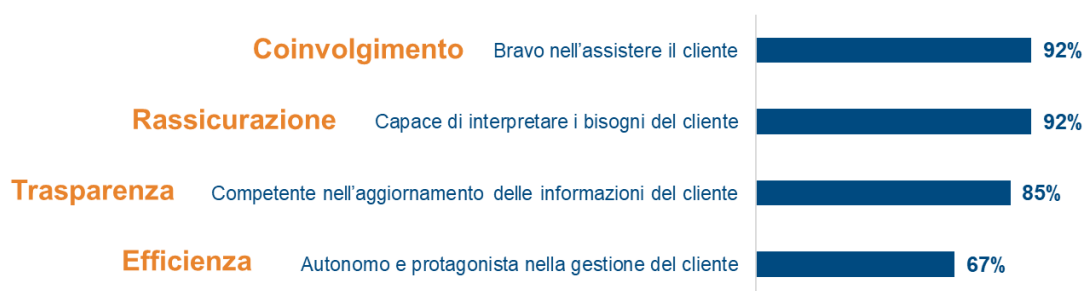 Coinvolgimento Bravo nell'assistere il cliente 92%
Rassicurazione Capace di interpretare i bisogni del cliente 92%
Trasparenza Competente nell'aggiornamento delle informazioni del cliente 85%
Efficienza Autonomo e protagonista nella gestione del cliente 67%